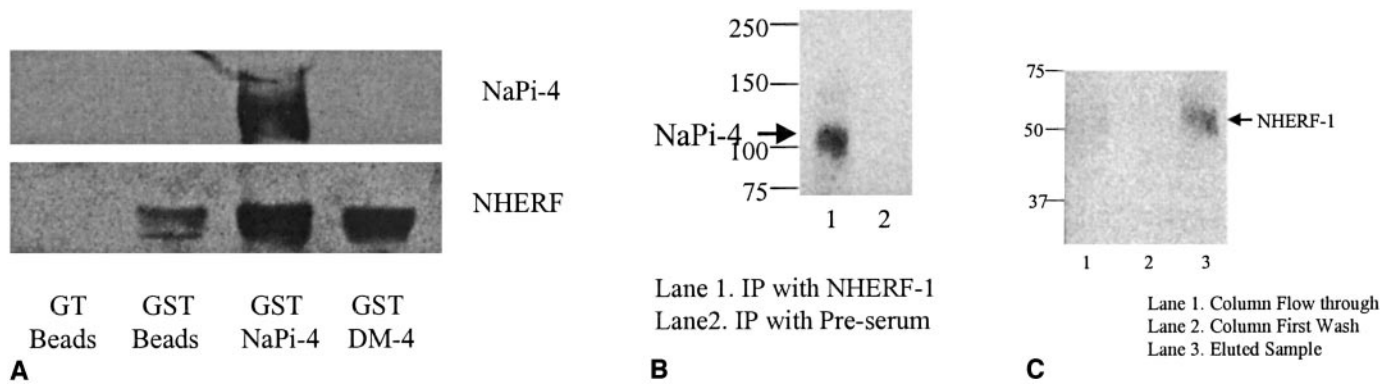 NaPi-4
NHERF
GT Beads
GST Beads
GST NaPi-4
GST DM-4
A
250
150
NaPi-4
100
75
1 2
Lane 1. IP with NHERF-1
Lane2. IP with Pre-serum
B
75
50
NHERF-1
37
1 2 3
Lane 1. Column Flow through
Lane 2. Column First Wash
Lane 3. Eluted Sample
C